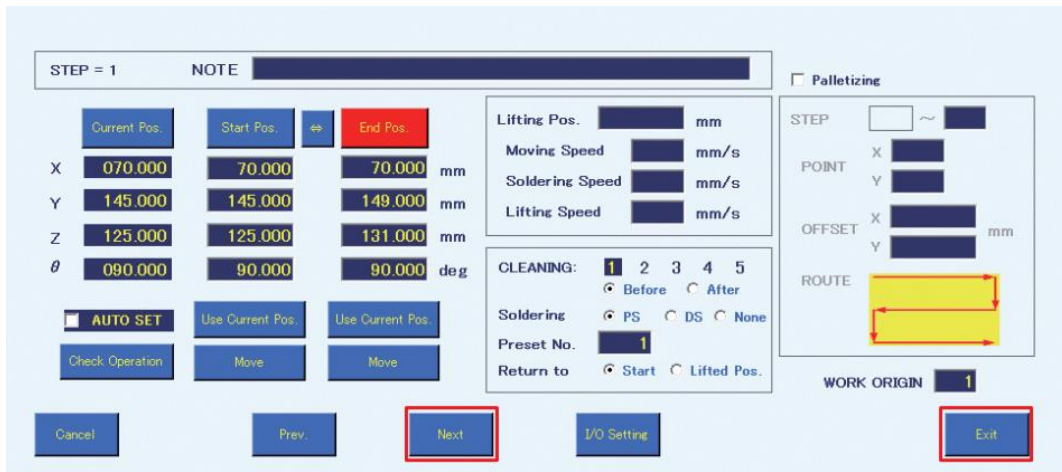 STEP = 1 NOTE
Palletizing
Current Pos. Start Pos. ⇔ End Pos.
X 070.000 70.000 70.000 mm
Y 145.000 145.000 149.000 mm
Z 125.000 125.000 131.000 mm
θ 090.000 90.000 90.000 deg
AUTO SET Use Current Pos. Use Current Pos.
Check Operation Move Move
Lifting Pos. mm
Moving Speed mm/s
Soldering Speed mm/s
Lifting Speed mm/s
CLEANING: 1 2 3 4 5
Before After
Soldering PS DS None
Preset No. 1
Return to Start Lifted Pos.
STEP ~
POINT X
Y
OFFSET X
Y mm
ROUTE
WORK ORIGIN 1
Cancel Prev. Next I/O Setting Exit